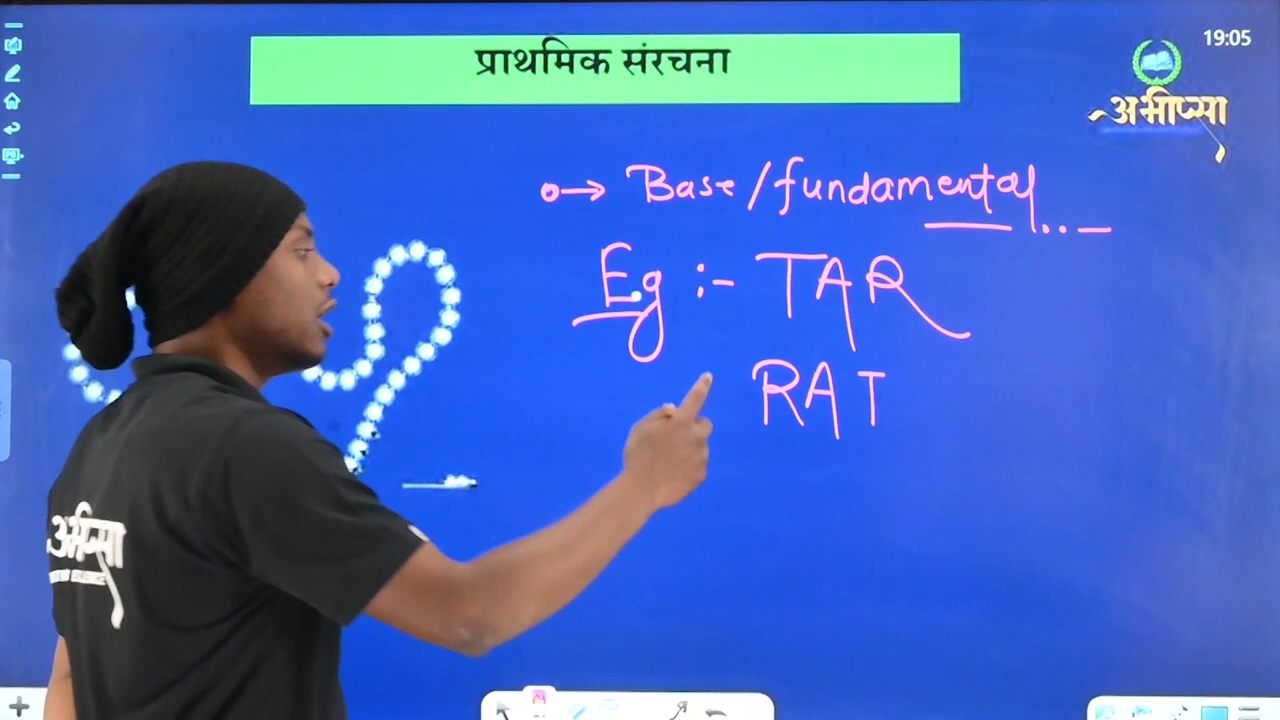 प्राथमिक संरचना
19:05
अभीप्सा
Base/fundamental
Eg :- TAR
RAT
अभीप्सा